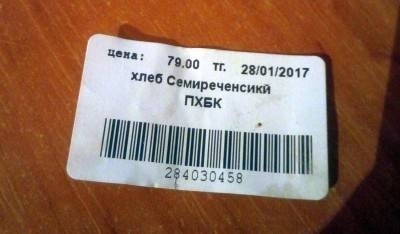 цена: 79.00 тг. 28/01/2017
хлеб Семиреченсикй
ПХБК
284030458